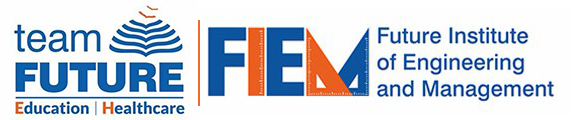 team
FUTURE
Education | Healthcare
FIEM
Future Institute
of Engineering
and Management